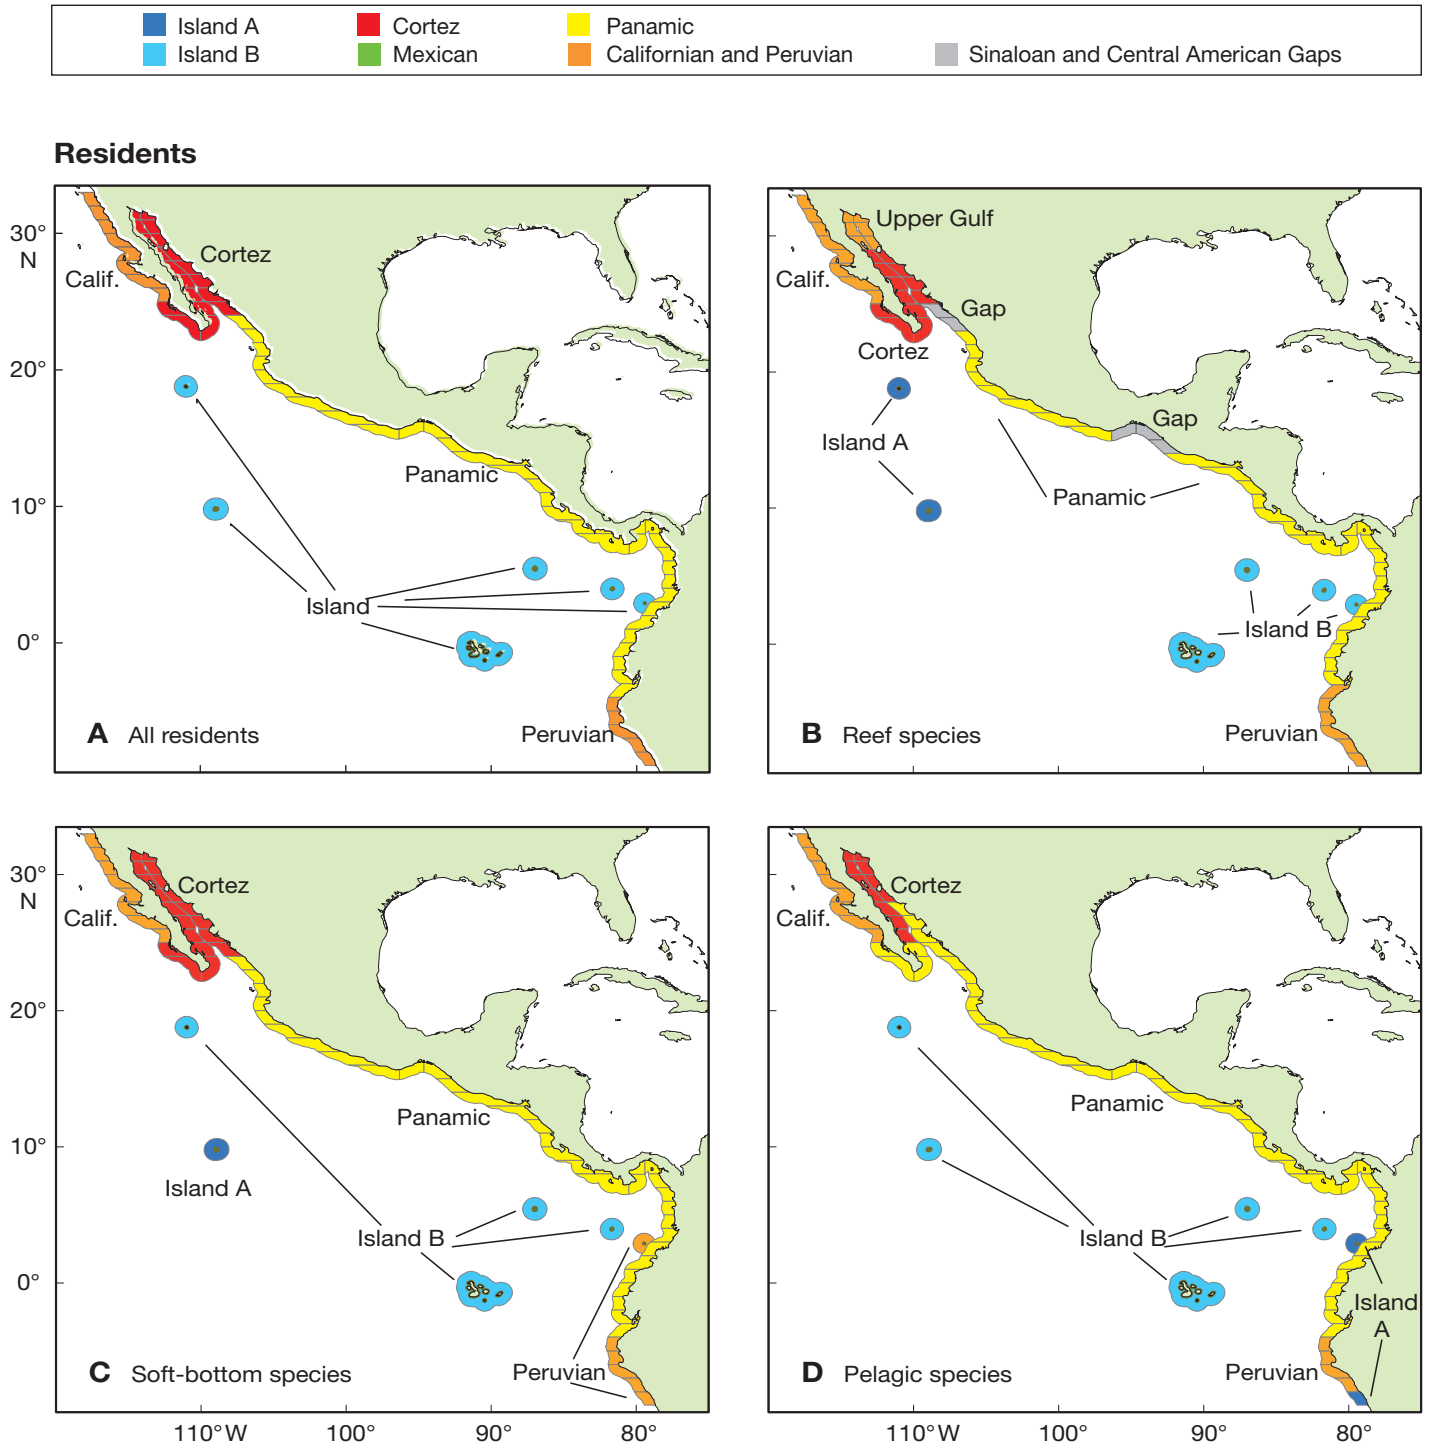 Island A Cortez Panamic
Island B Mexican Californian and Peruvian Sinaloan and Central American Gaps
Residents
30°
N
20°
10°
0°
Calif.
Cortez
Panamic
Island
Peruvian
A All residents
Upper Gulf
Calif.
Gap
Cortez
Gap
Island A
Panamic
Island B
Peruvian
B Reef species
30°
N
20°
10°
0°
Cortez
Calif.
Panamic
Island A
Island B
Peruvian
C Soft-bottom species
110°W 100° 90° 80°
Cortez
Calif.
Panamic
Island B
Island
A
Peruvian
D Pelagic species
110°W 100° 90° 80°